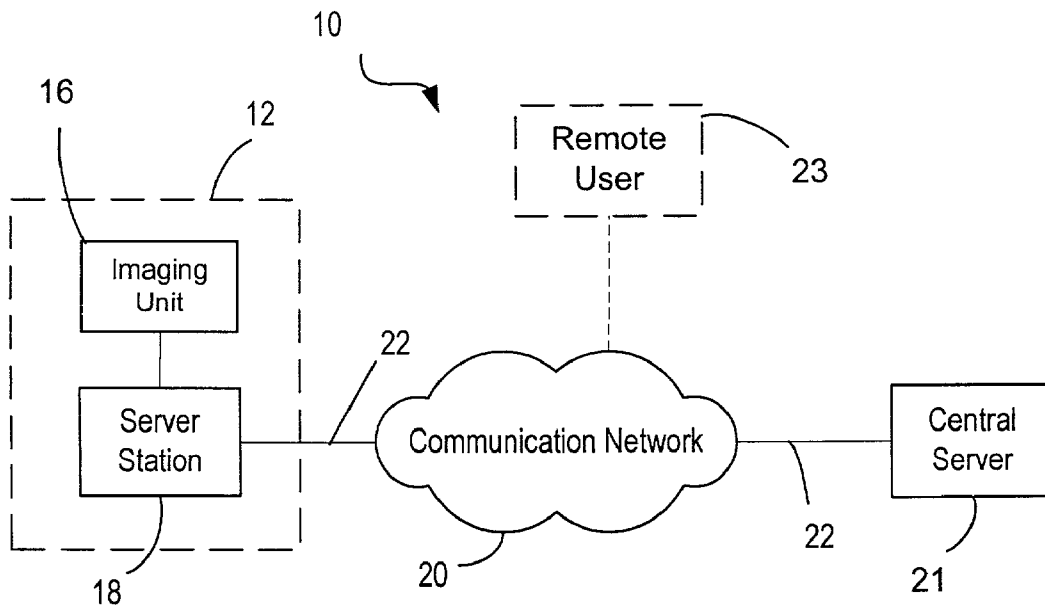 10
16
12
Remote
User
23
Imaging
Unit
22
Server
Station
Communication Network
Central
Server
22
18
20
21